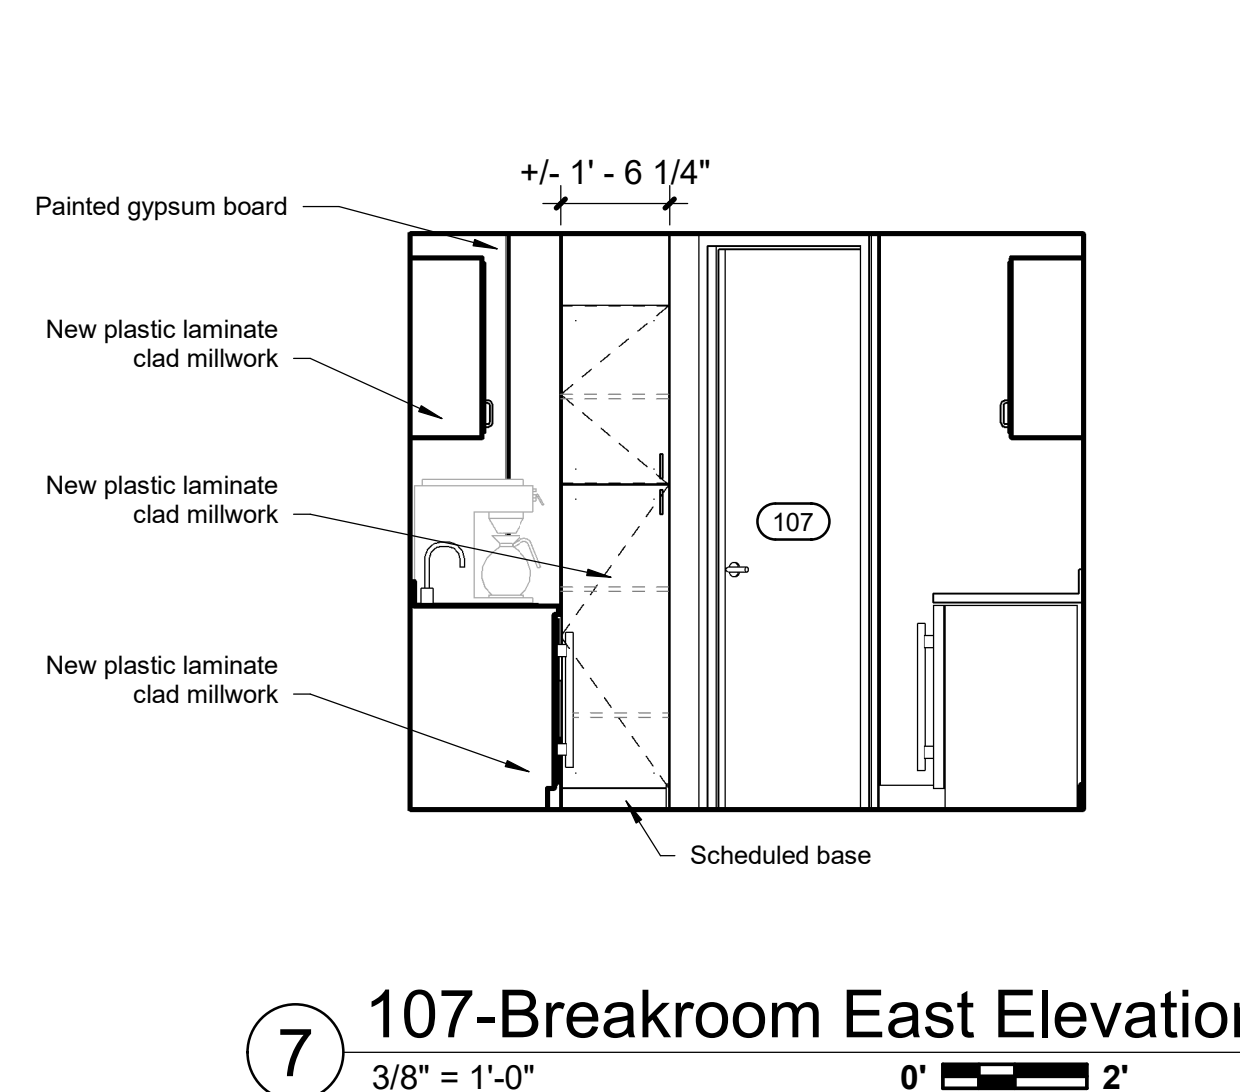 +/- 1' - 6 1/4"
Painted gypsum board
New plastic laminate
clad millwork
New plastic laminate
clad millwork
107
New plastic laminate
clad millwork
Scheduled base
7
107-Breakroom East Elevation
3/8" = 1'-0"
0' 2'